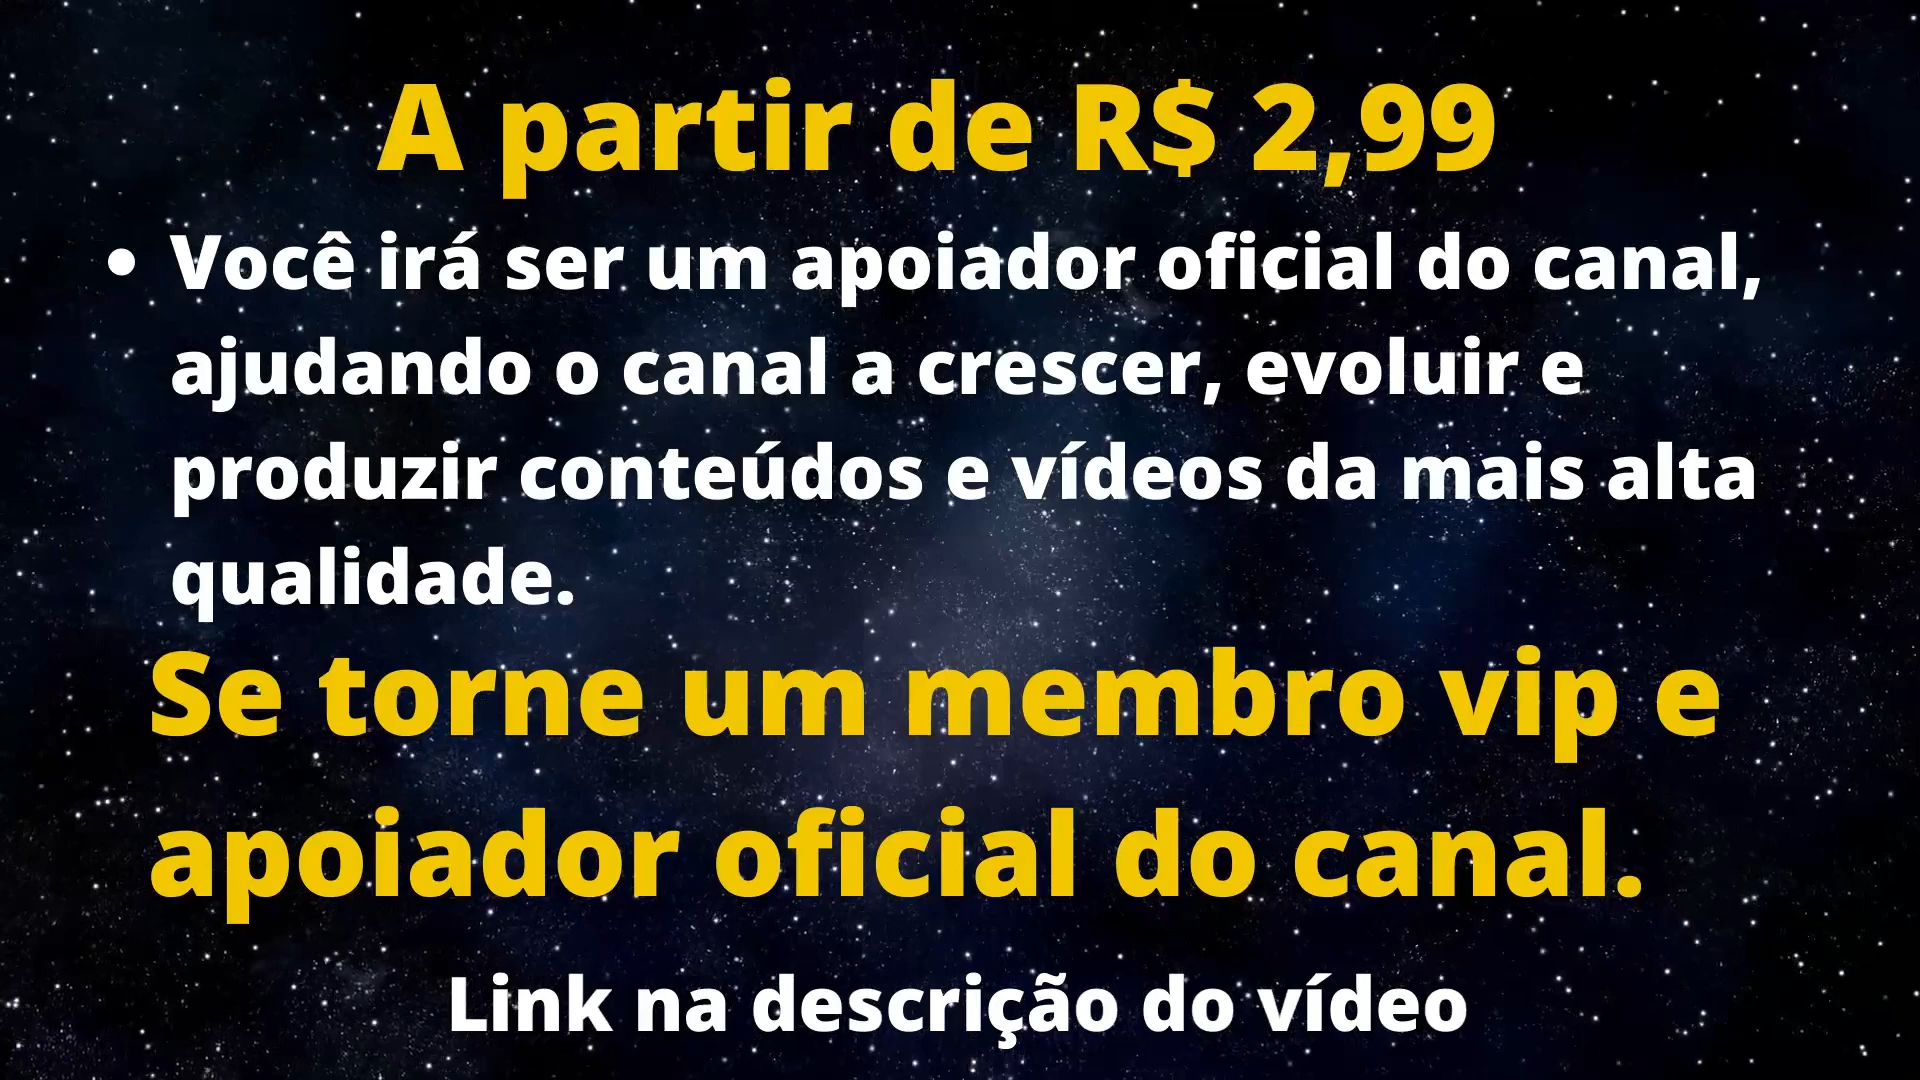 A partir de R$ 2,99
• Você irá ser um apoiador oficial do canal,
ajudando o canal a crescer, evoluir e
produzir conteúdos e vídeos da mais alta
qualidade.
Se torne um membro vip e
apoiador oficial do canal.
Link na descrição do vídeo